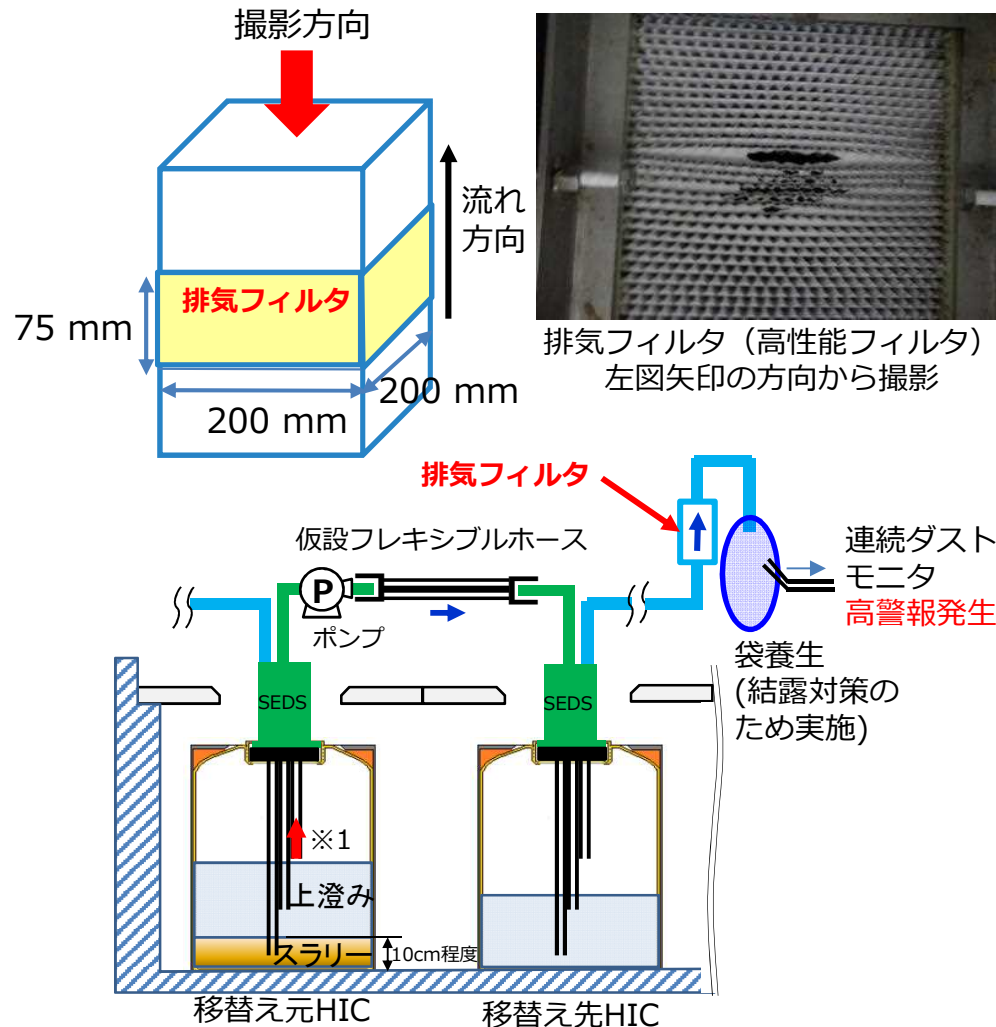 撮影方向
流れ
方向
排気フィルタ
75 mm
200 mm
200 mm
排気フィルタ（高性能フィルタ）
左図矢印の方向から撮影
排気フィルタ
仮設フレキシブルホース
P
ポンプ
連続ダスト
モニタ
高警報発生
袋養生
(結露対策の
ため実施)
SEDS
SEDS
※1
上澄み
スラリー
10cm程度
移替え元HIC
移替え先HIC